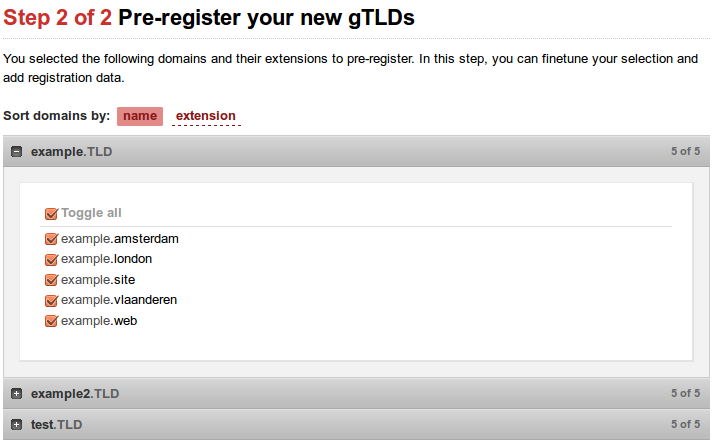 Step 2 of 2 Pre-register your new gTLDs
You selected the following domains and their extensions to pre-register. In this step, you can finetune your selection and
add registration data.
Sort domains by: name extension
example.TLD 5 of 5
Toggle all
example.amsterdam
example.london
example.site
example.vlaanderen
example.web
example2.TLD 5 of 5
test.TLD 5 of 5